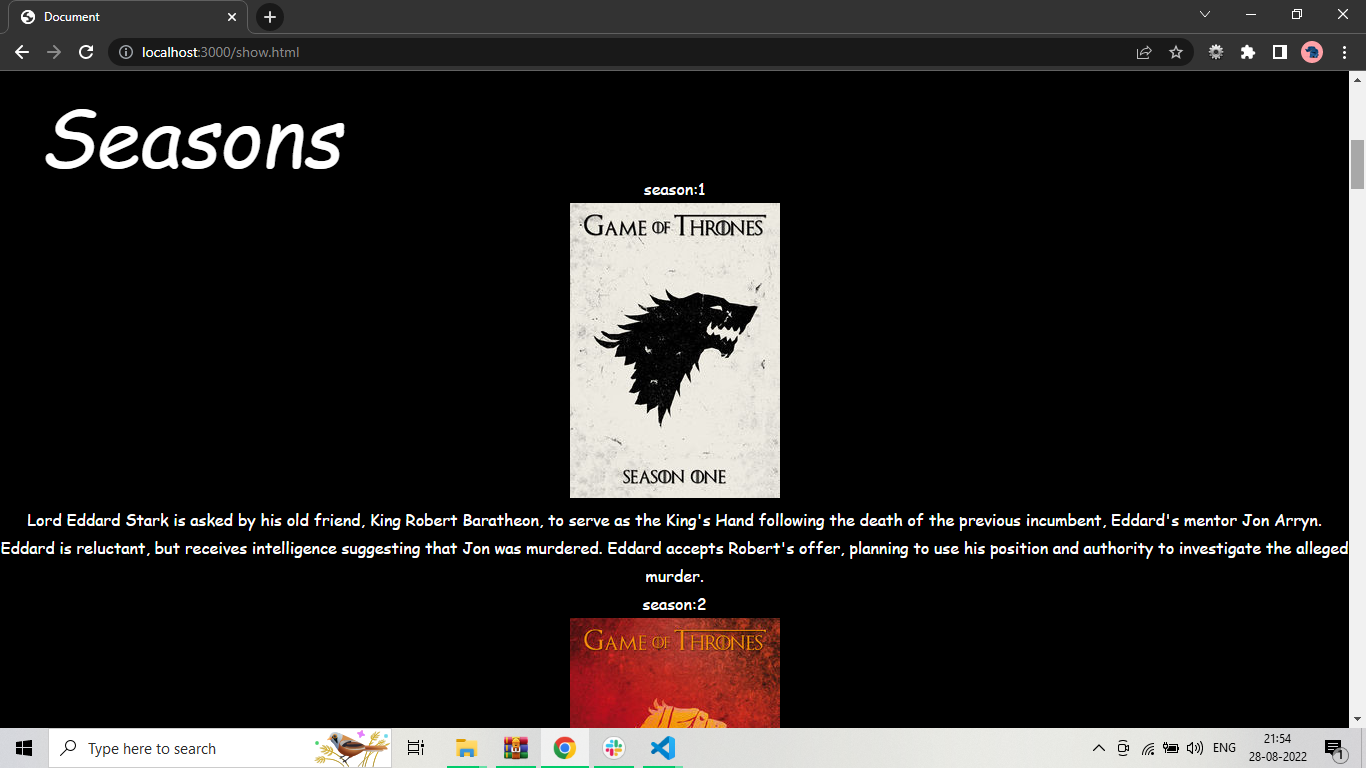 Document
localhost:3000/show.html
Seasons
season:1
GAME OF THRONES
SEASON ONE
Lord Eddard Stark is asked by his old friend, King Robert Baratheon, to serve as the King's Hand following the death of the previous incumbent, Eddard's mentor Jon Arryn.
Eddard is reluctant, but receives intelligence suggesting that Jon was murdered. Eddard accepts Robert's offer, planning to use his position and authority to investigate the alleged
murder.
season:2
GAME OF THRONES
Type here to search
ENG
21:54
28-08-2022
1